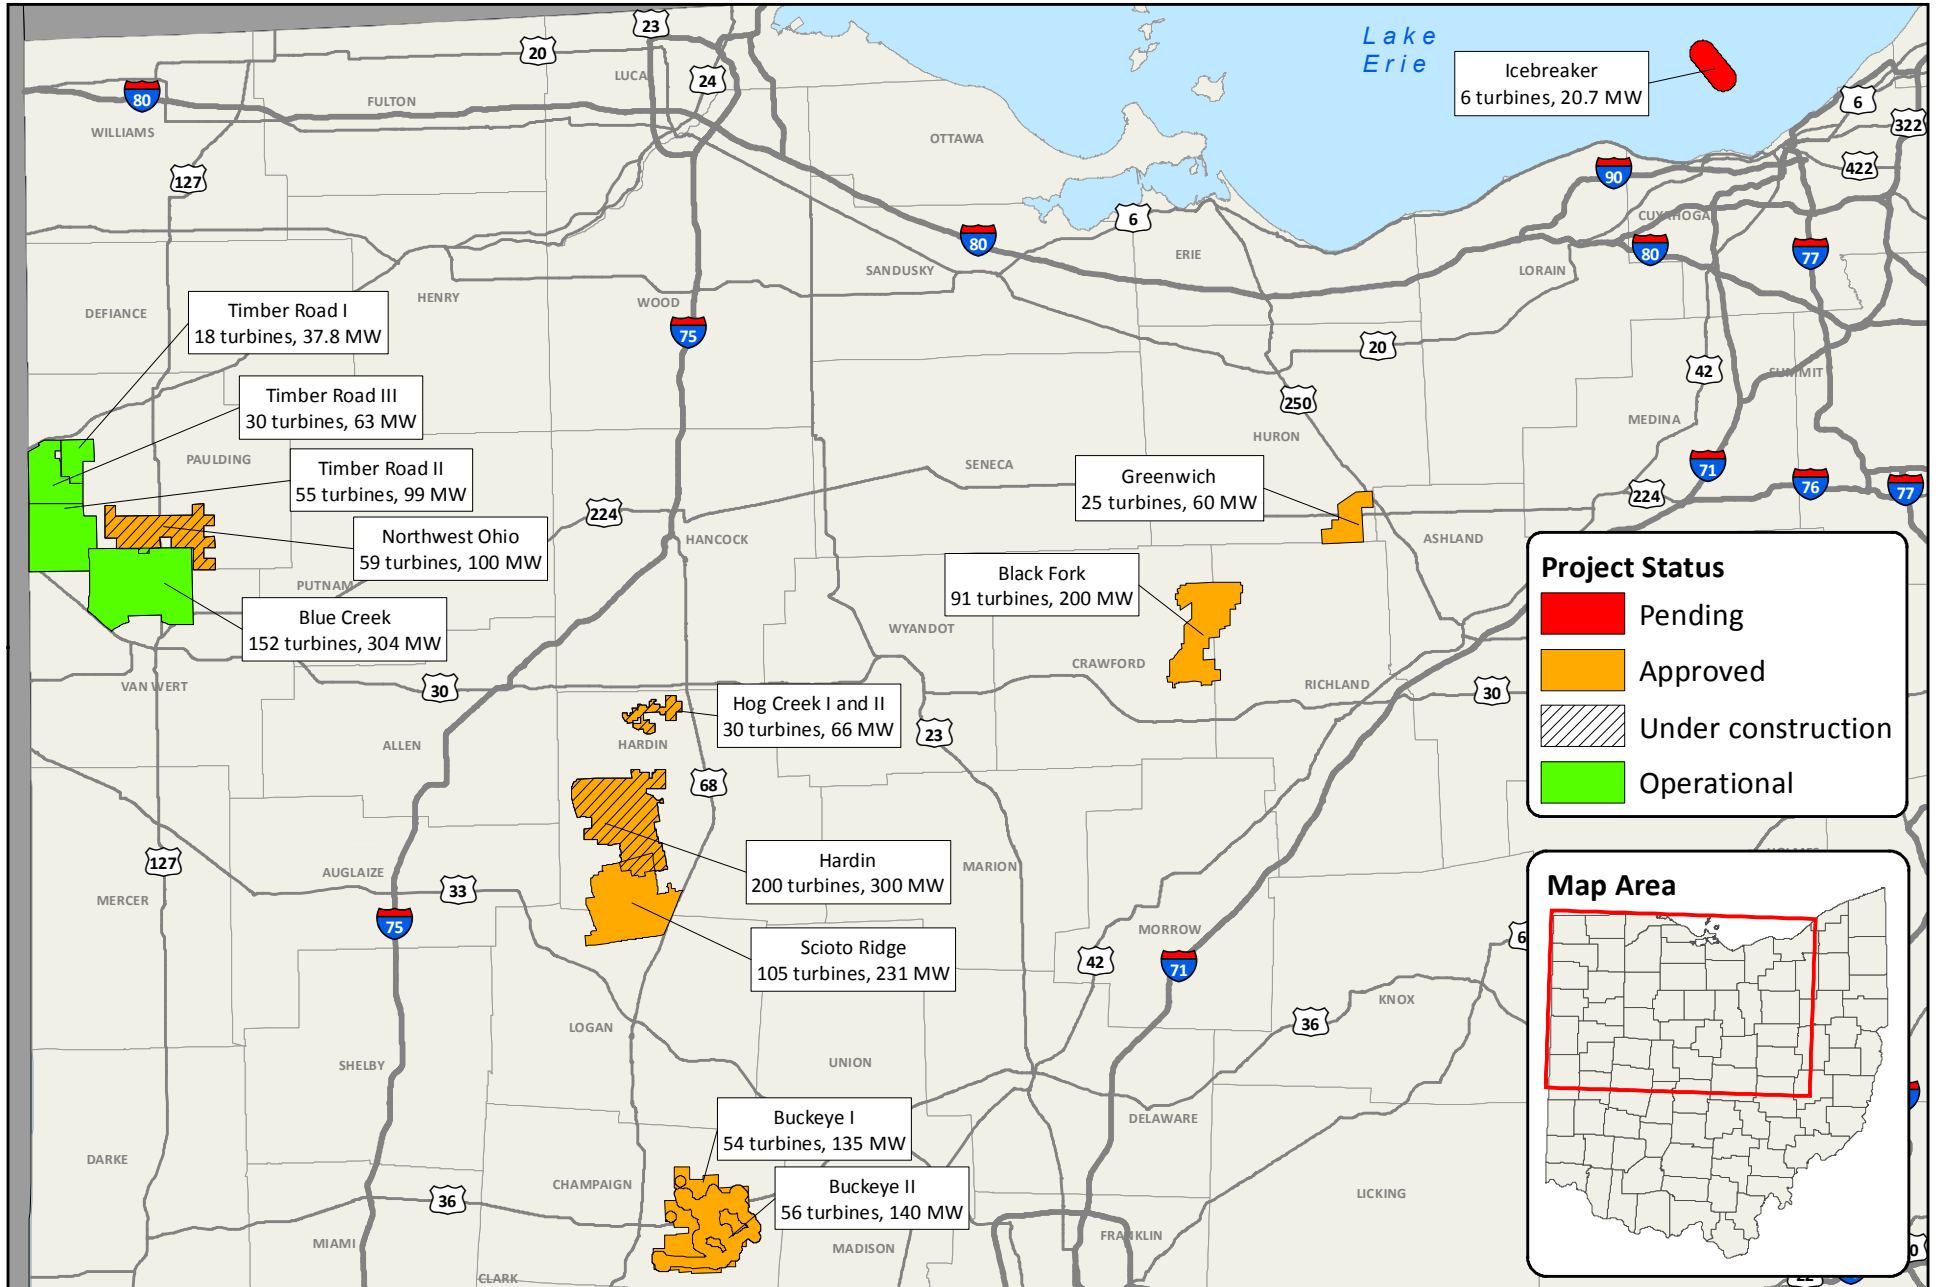 Lake
Erie
Icebreaker
6 turbines, 20.7 MW
23
20
24
LUCA
80
FULTON
WILLIAMS
127
OTTAWA
6
322
422
90
6
CUYAHOGA
80
80
77
ERIE
SANDUSKY
LORAIN
HENRY
WOOD
DEFIANCE
Timber Road I
18 turbines, 37.8 MW
75
20
42
SUMMIT
Timber Road III
30 turbines, 63 MW
250
MEDINA
HURON
PAULDING
Timber Road II
55 turbines, 99 MW
SENECA
Greenwich
25 turbines, 60 MW
71
76
77
224
224
Northwest Ohio
59 turbines, 100 MW
HANCOCK
ASHLAND
PUTNAM
Black Fork
91 turbines, 200 MW
Blue Creek
152 turbines, 304 MW
WYANDOT
CRAWFORD
VAN WERT
30
RICHLAND
30
Hog Creek I and II
30 turbines, 66 MW
23
ALLEN
HARDIN
68
Project Status
Pending
Approved
Under construction
Operational
127
Hardin
200 turbines, 300 MW
MARION
AUGLAIZE
33
MERCER
75
Scioto Ridge
105 turbines, 231 MW
MORROW
42
71
6
KNOX
36
LOGAN
UNION
SHELBY
Map Area
Buckeye I
54 turbines, 135 MW
DELAWARE
DARKE
CHAMPAIGN
Buckeye II
56 turbines, 140 MW
LICKING
36
MIAMI
MADISON
FRANKLIN
CLARK
22
0